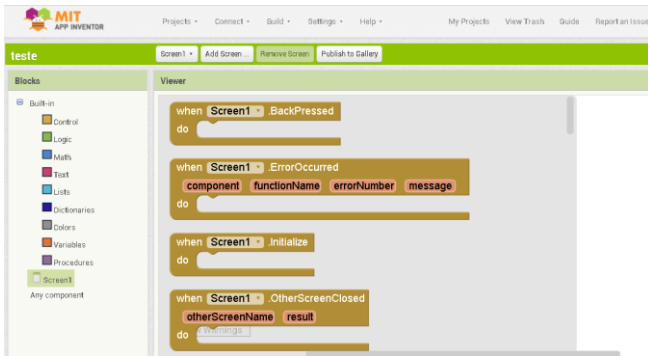 MIT
APP INVENTOR
Projects
Connect
Build
Settings
Help
My Projects
View Trash
Guide
Report an Issue
teste
Screen1
Add Screen ...
Remove Screen
Publish to Gallery
Blocks
Viewer
Built-in
Control
Logic
Math
Text
Lists
Dictionaries
Colors
Variables
Procedures
Screen1
Any component
when Screen1 .BackPressed
do
when Screen1 .ErrorOccurred
component functionName errorNumber message
do
when Screen1 .Initialize
do
when Screen1 .OtherScreenClosed
otherScreenName result
do
Warnings